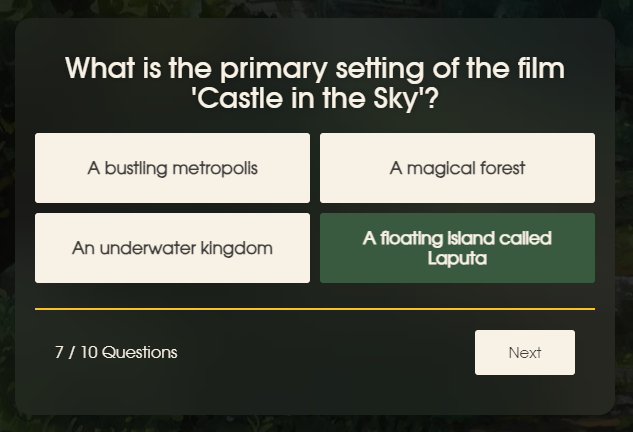 What is the primary setting of the film
'Castle in the Sky'?
A bustling metropolis
A magical forest
An underwater kingdom
A floating island called
Laputa
7 / 10 Questions
Next